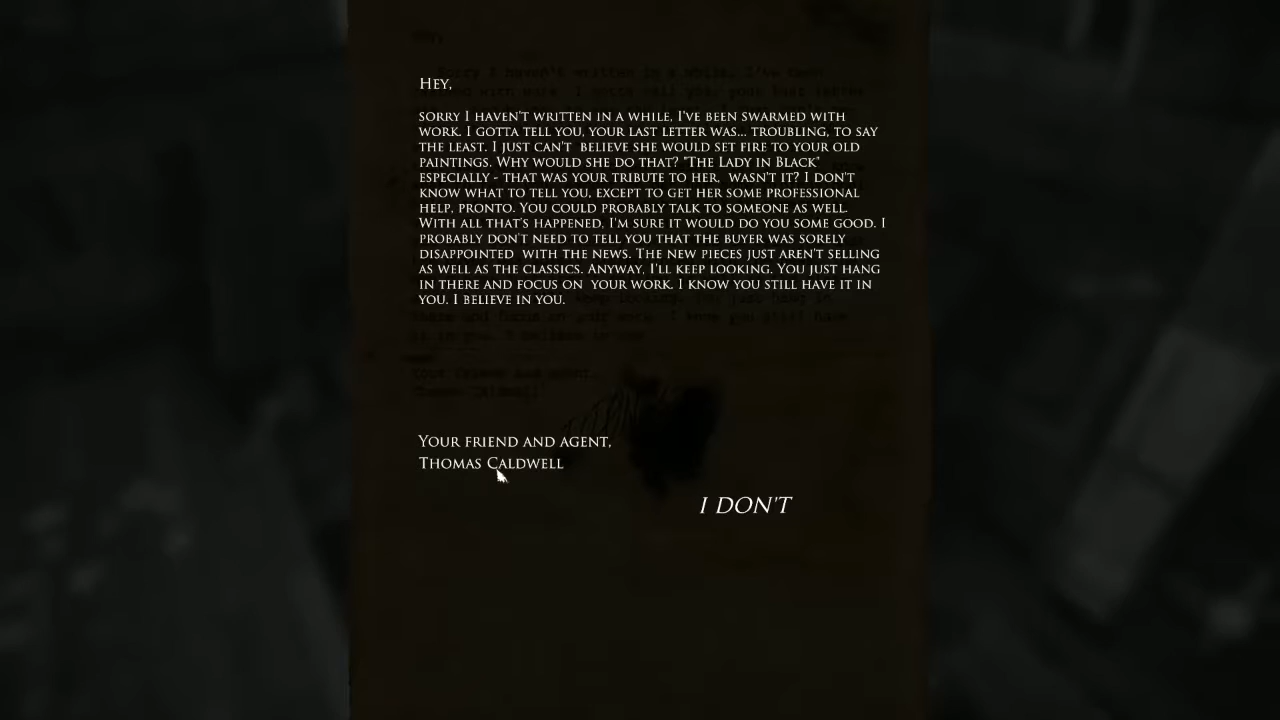 Hey,
sorry I haven't written in a while, I've been swarmed with
work. I gotta tell you, your last letter was... troubling, to say
the least. I just can't believe she would set fire to your old
paintings. Why would she do that? "The Lady in Black"
especially - that was your tribute to her, wasn't it? I don't
know what to tell you, except to get her some professional
help, pronto. You could probably talk to someone as well.
With all that's happened, I'm sure it would do you some good. I
probably don't need to tell you that the buyer was sorely
disappointed with the news. The new pieces just aren't selling
as well as the classics. Anyway, I'll keep looking. You just hang
in there and focus on your work. I know you still have it in
you. I believe in you.
Your friend and agent,
Thomas Caldwell
I DON'T